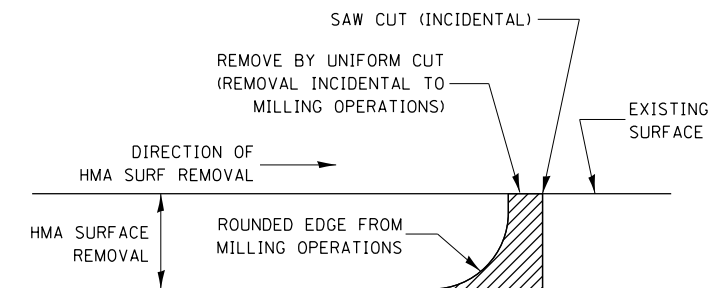 SAW CUT (INCIDENTAL)
REMOVE BY UNIFORM CUT
(REMOVAL INCIDENTAL TO
MILLING OPERATIONS)
EXISTING
SURFACE
DIRECTION OF
HMA SURF REMOVAL
HMA SURFACE
REMOVAL
ROUNDED EDGE FROM
MILLING OPERATIONS